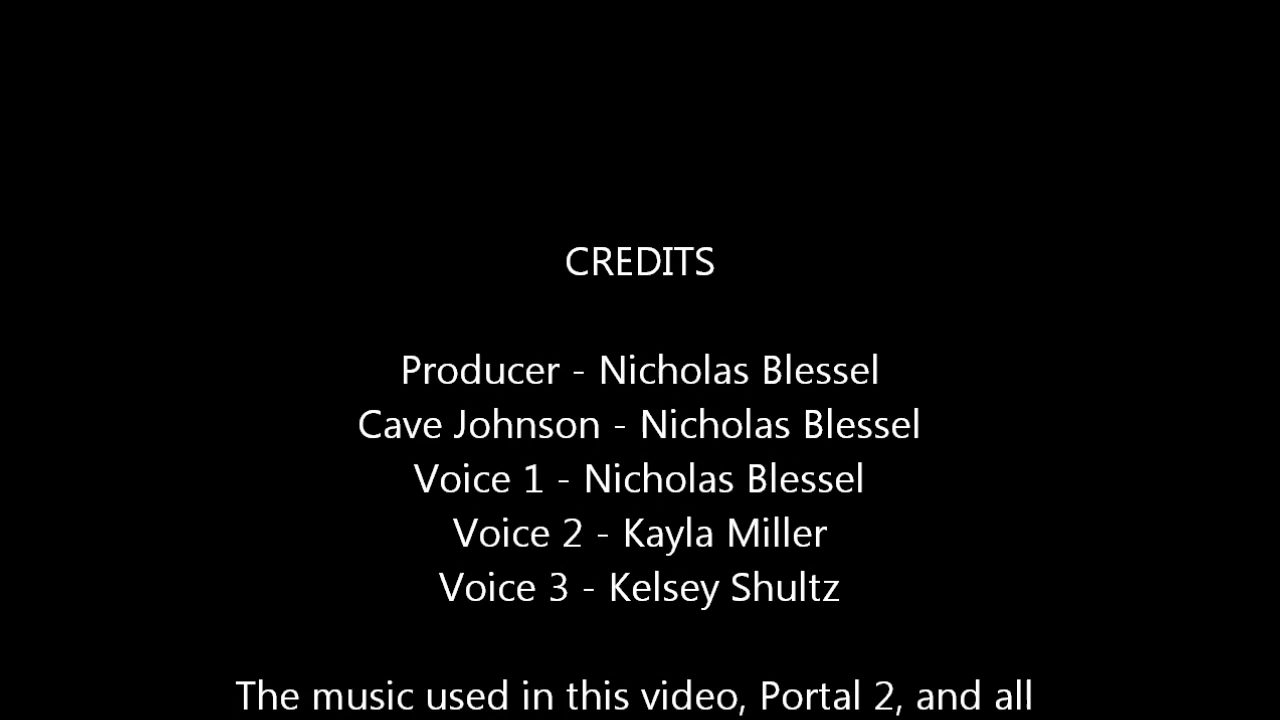 CREDITS
Producer - Nicholas Blessel
Cave Johnson - Nicholas Blessel
Voice 1 - Nicholas Blessel
Voice 2 - Kayla Miller
Voice 3 - Kelsey Shultz
The music used in this video, Portal 2, and all